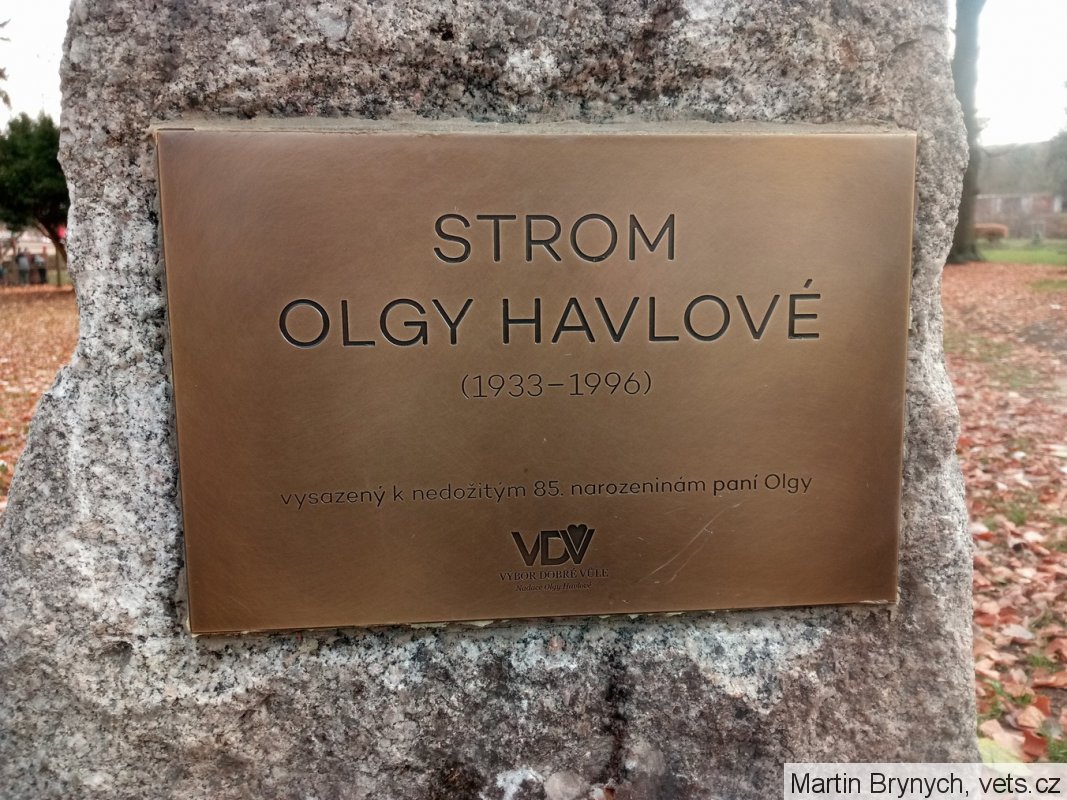 STROM
OLGY HAVLOVÉ
(1933–1996)
vysazený k nedožitým 85. narozeninám paní Olgy
VDV
VÝBOR DOBRÉ VŮLE
Nadace Olgy Havlové
Martin Brynych, vets.cz